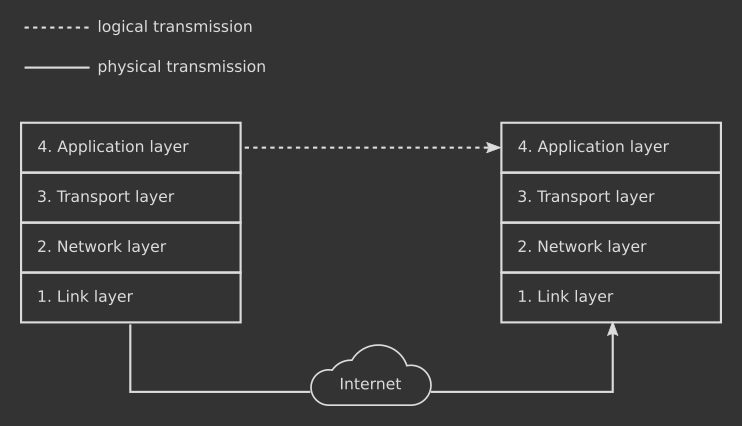 logical transmission
physical transmission
4. Application layer
3. Transport layer
2. Network layer
1. Link layer
4. Application layer
3. Transport layer
2. Network layer
1. Link layer
Internet